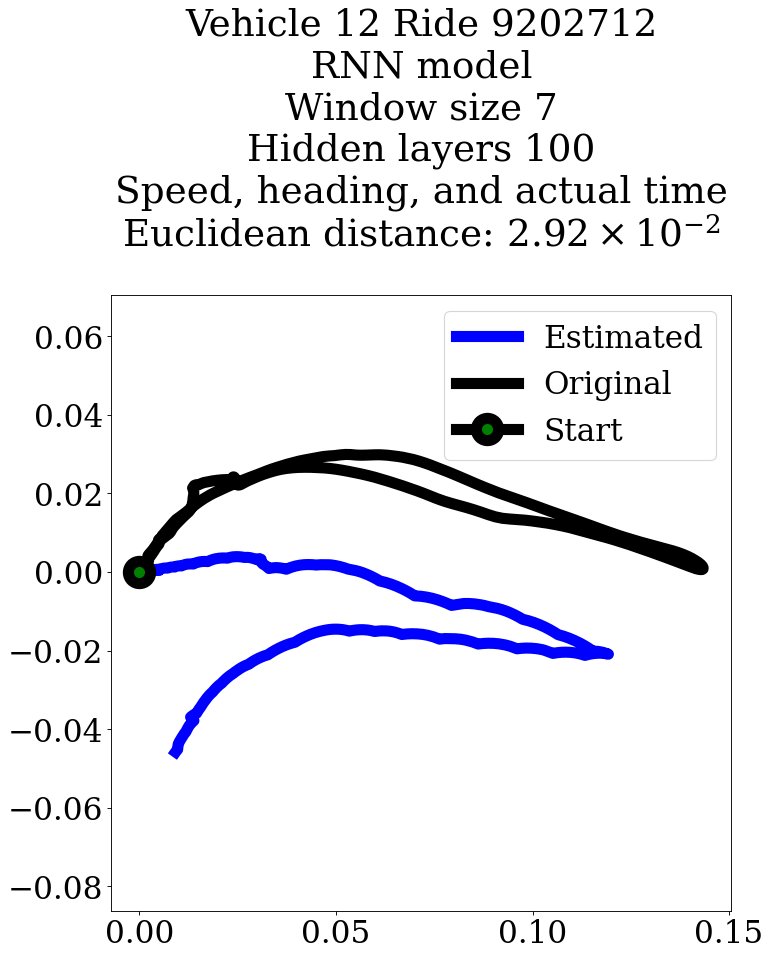 Vehicle 12 Ride 9202712
RNN model
Window size 7
Hidden layers 100
Speed, heading, and actual time
Euclidean distance: 2.92 × 10⁻²
Estimated
Original
Start
0.06
0.04
0.02
0.00
−0.02
−0.04
−0.06
−0.08
0.00 0.05 0.10 0.15